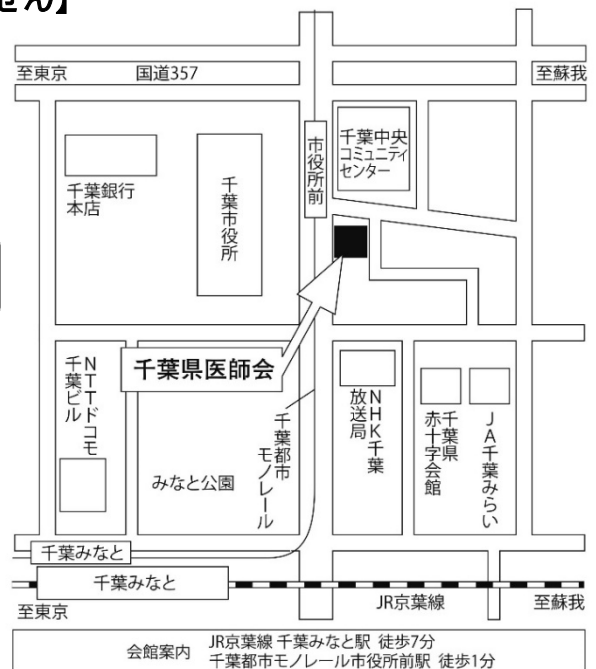 せん】
至東京
国道357
至蘇我
千葉銀行
本店
千葉市役所
市役所前
千葉中央
コミュニティ
センター
千葉県医師会
NTTドコモ
千葉ビル
みなと公園
千葉都市
モノレール
NHK千葉
放送局
千葉県
赤十字会館
JA千葉みらい
千葉みなと
千葉みなと
至東京
JR京葉線
至蘇我
会館案内
JR京葉線 千葉みなと駅 徒歩7分
千葉都市モノレール市役所前駅 徒歩1分